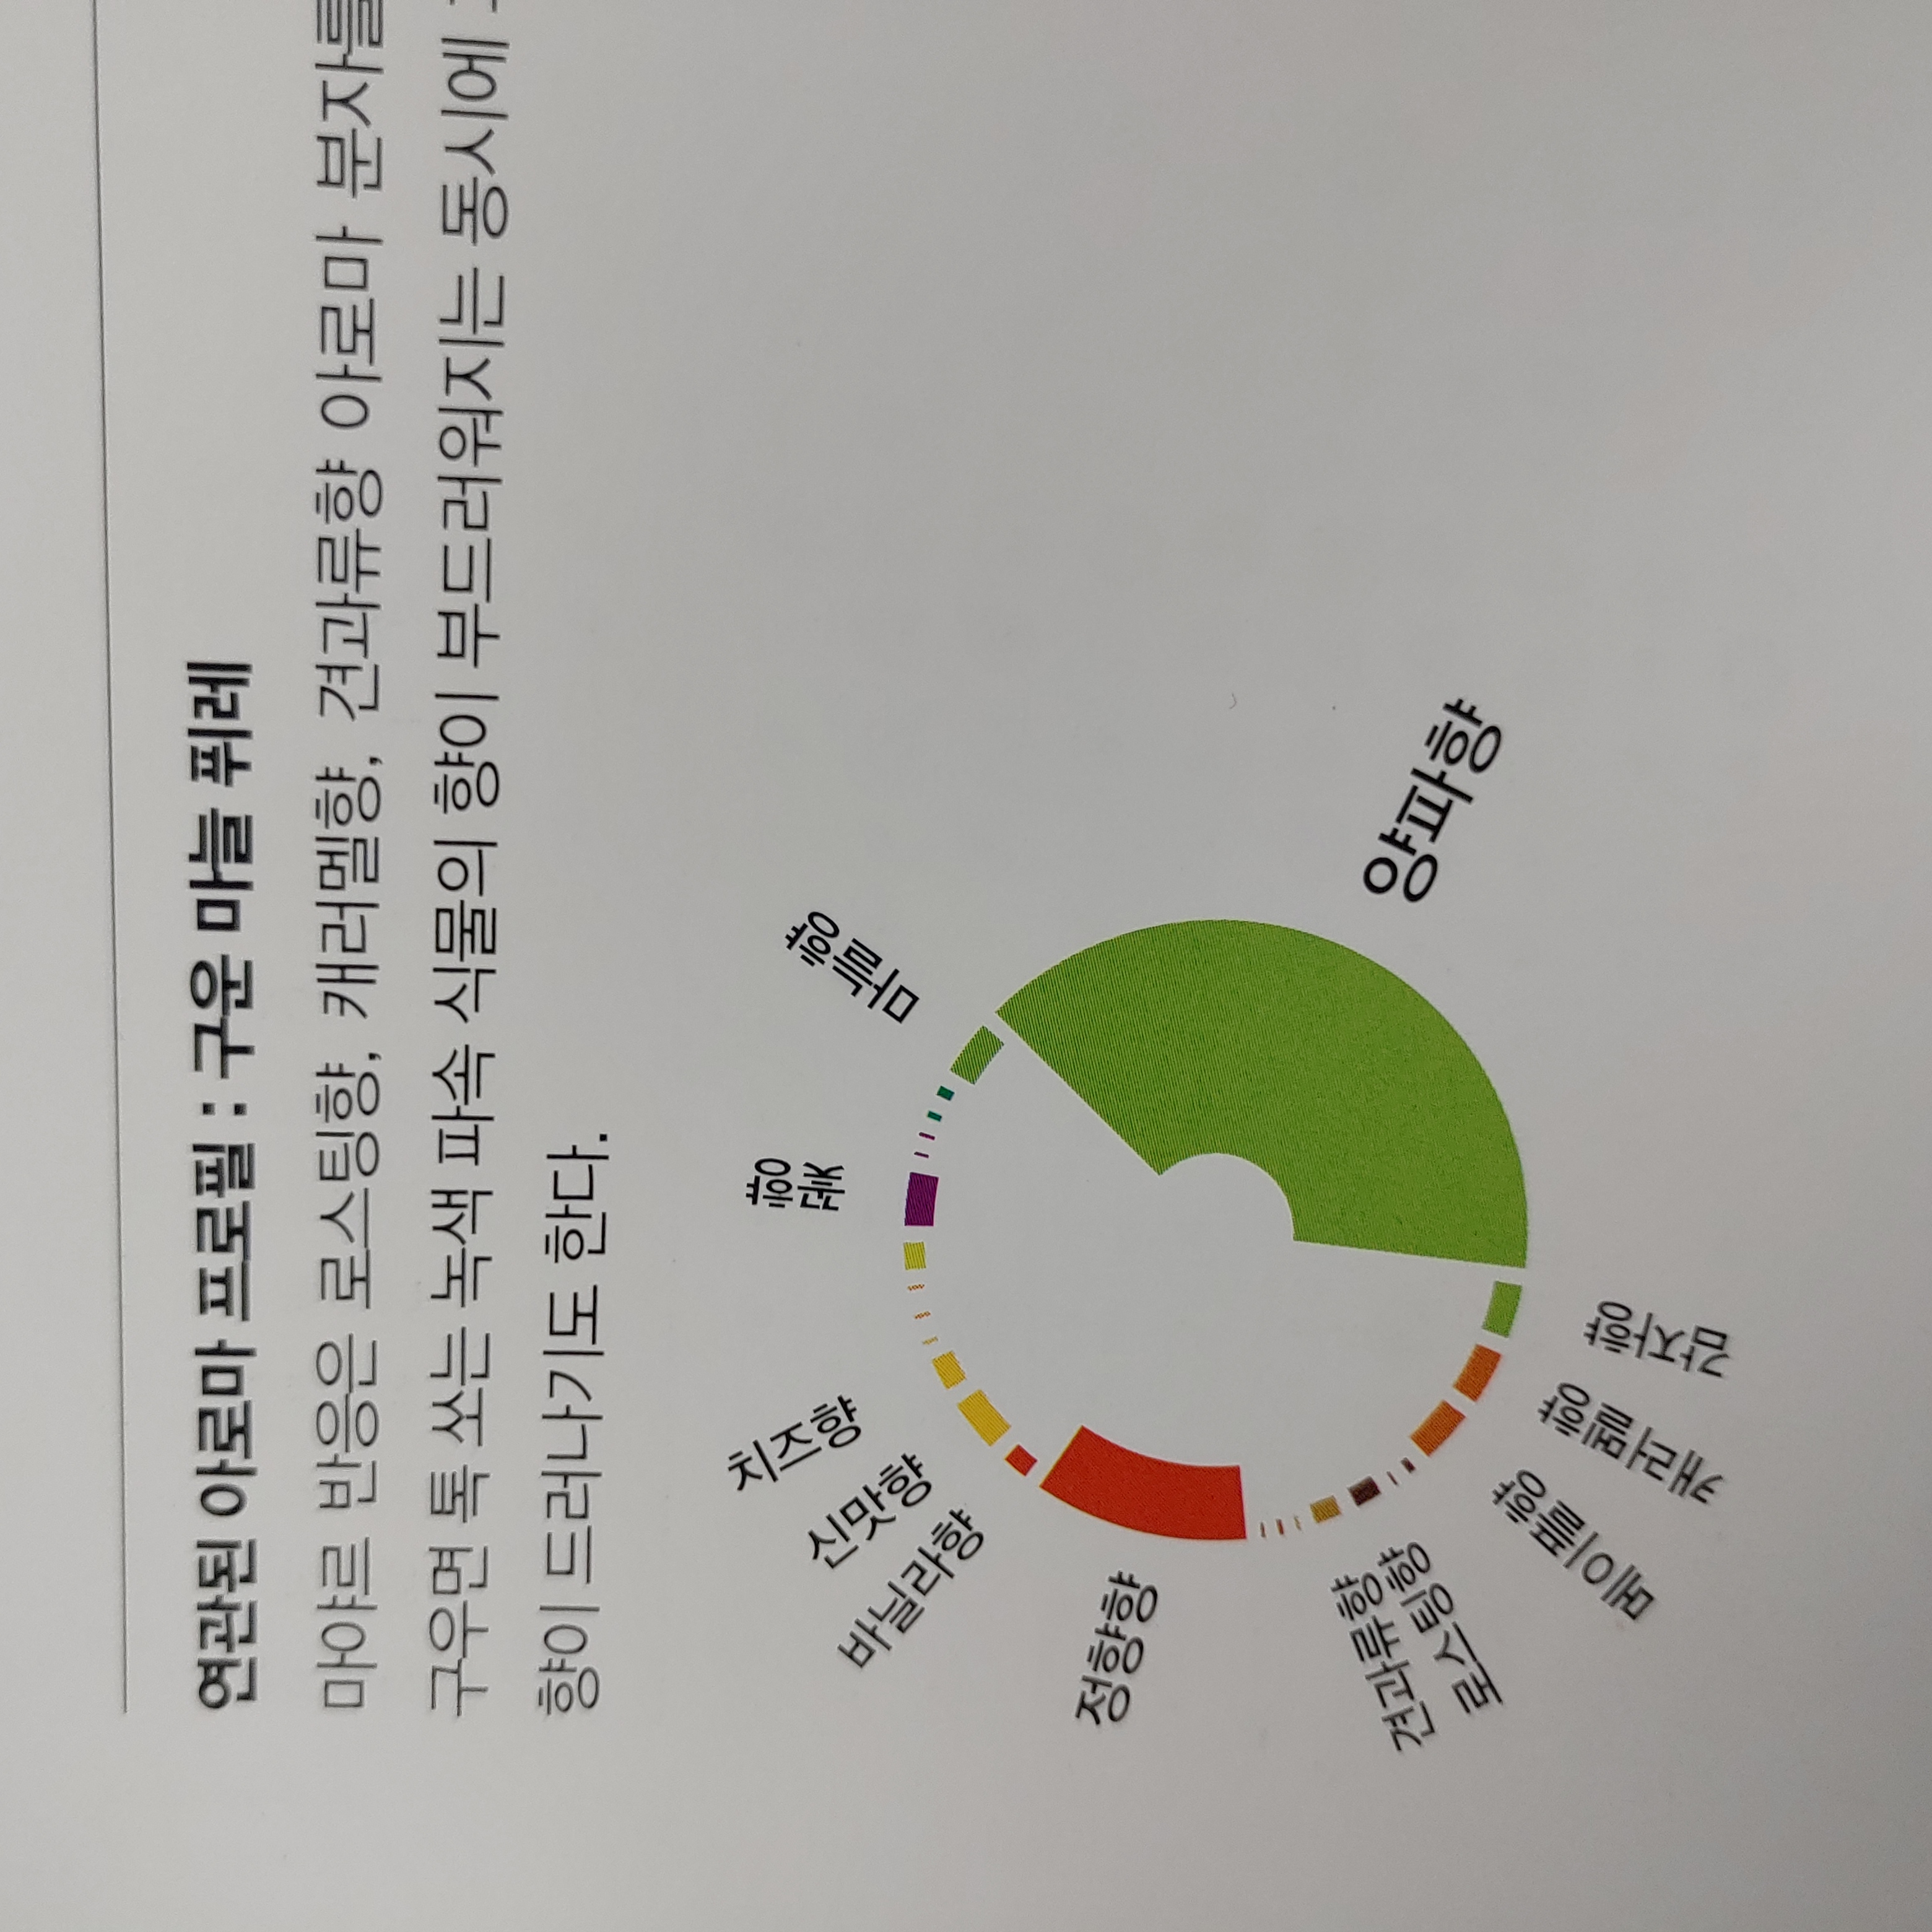 연관된 아로마 프로필 : 구운 마늘 퓌레
마야르 반응은 로스팅향, 캐러멜향, 견과류향 아로마 분자를
구우면 톡 쏘는 녹색 파속 식물의 향이 부드러워지는 동시에
향이 드러나기도 한다.
꽃향
마늘향
양파향
감자향
캐러멜향
메이플향
로스팅향
견과류향
정향향
바닐라향
신맛향
치즈향